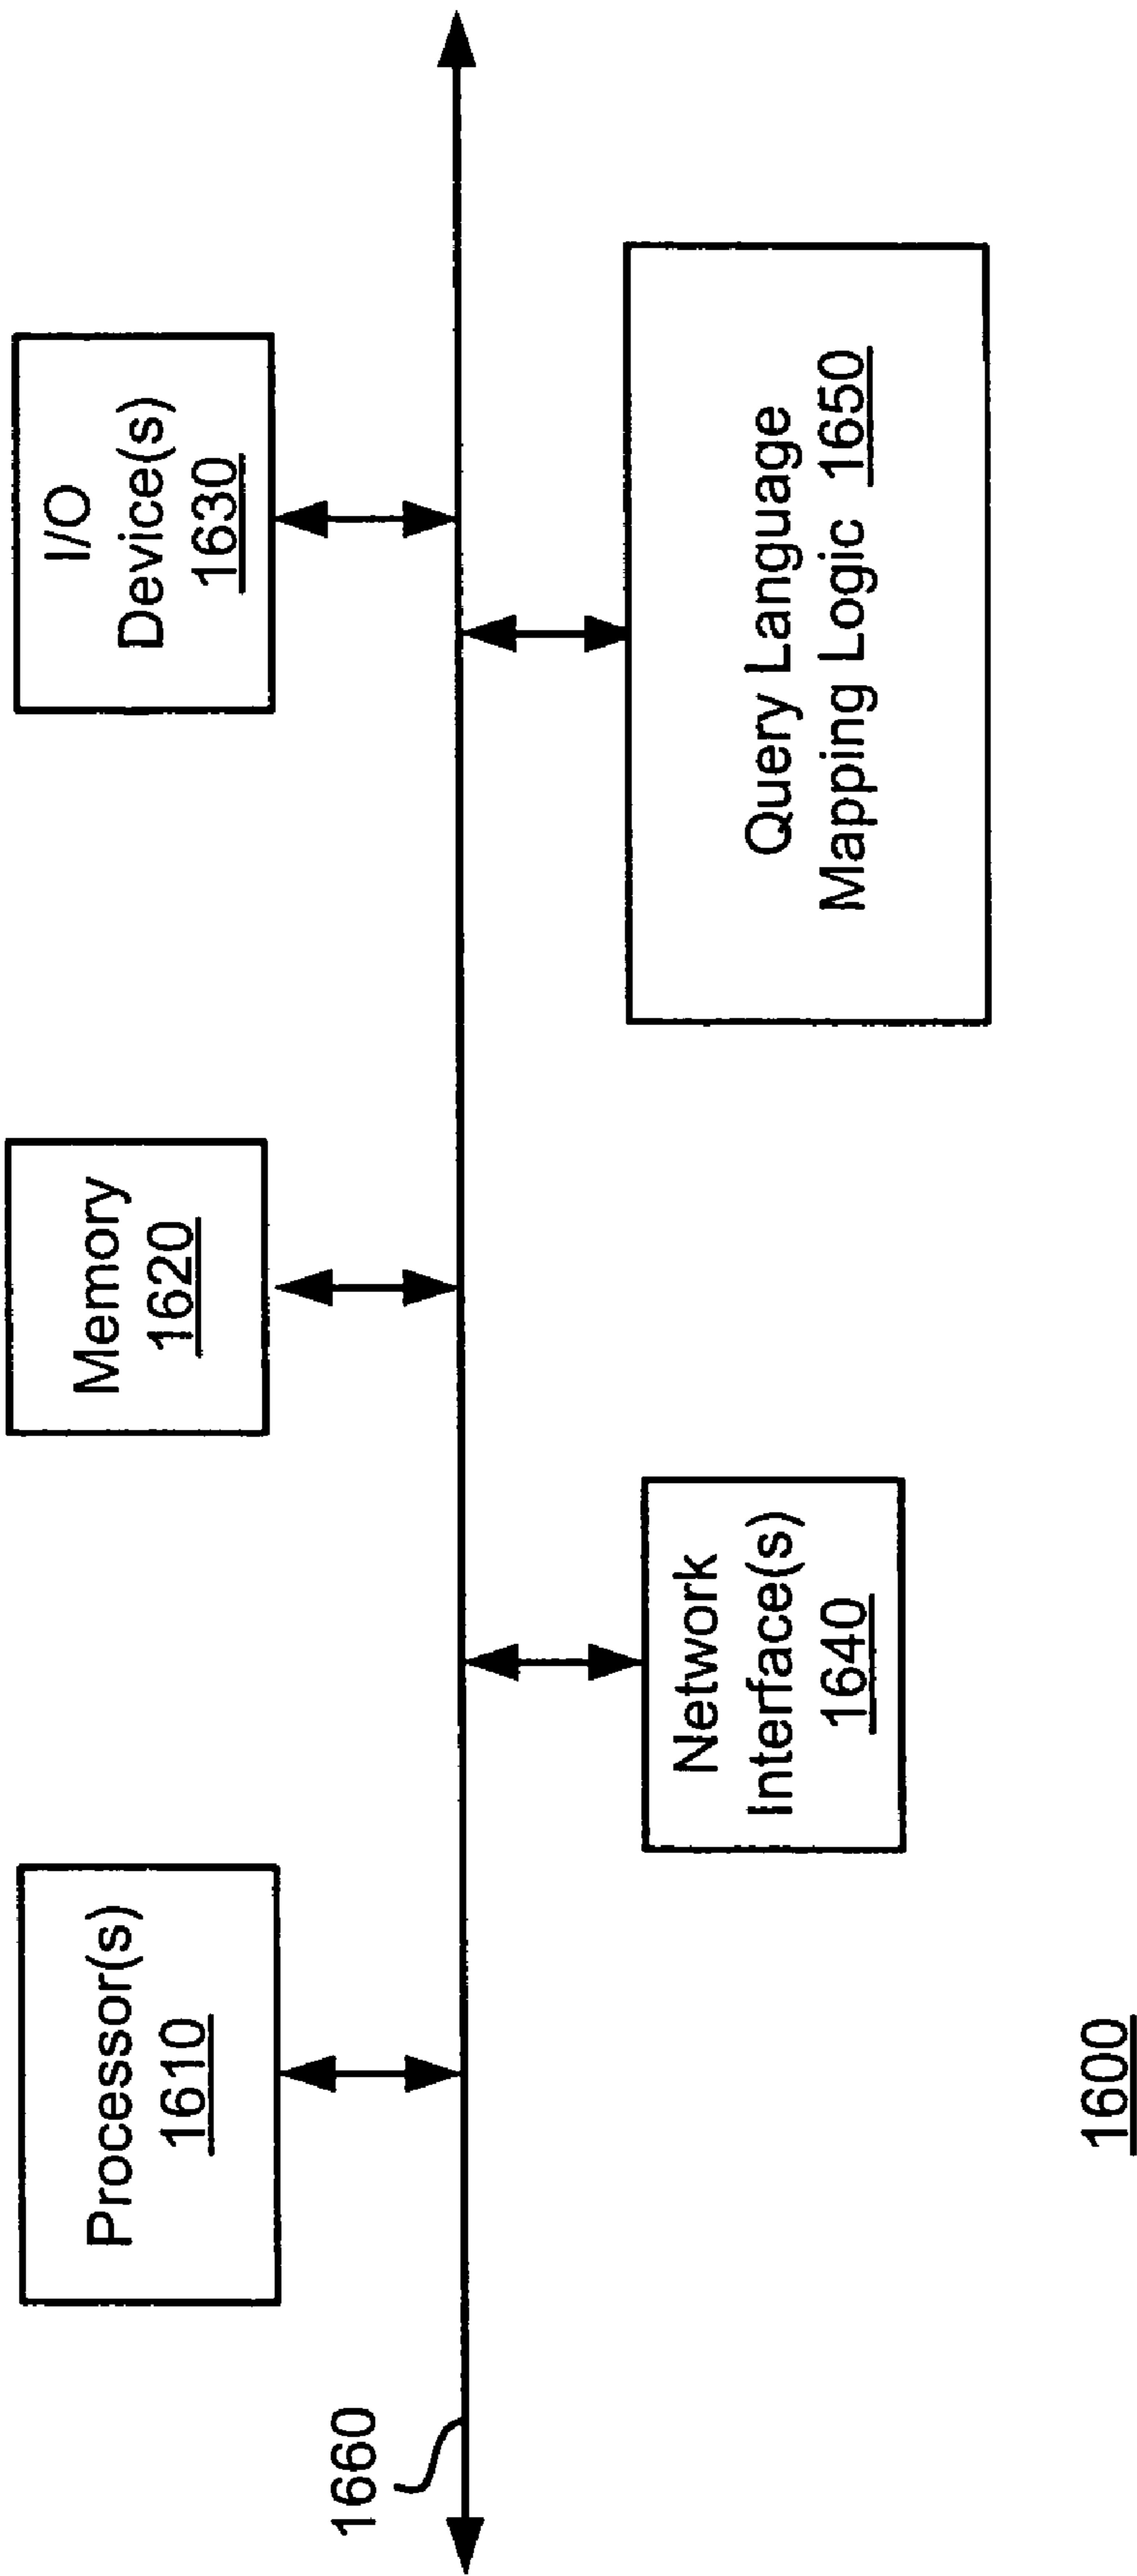 Processor(s)
1610
Memory
1620
I/O
Device(s)
1630
1660
Network
Interface(s)
1640
Query Language
Mapping Logic 1650
1600